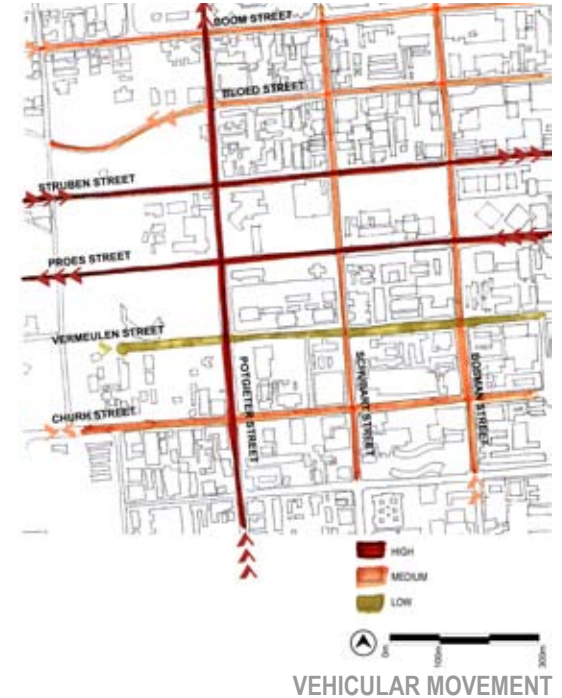 BOOM STREET
BLOED STREET
STRUBEN STREET
PROES STREET
VERMEULEN STREET
POTGIETER STREET
SCHUBART STREET
BOSMAN STREET
CHURH STREET
HIGH
MEDIUM
LOW
0m
100m
300m
VEHICULAR MOVEMENT